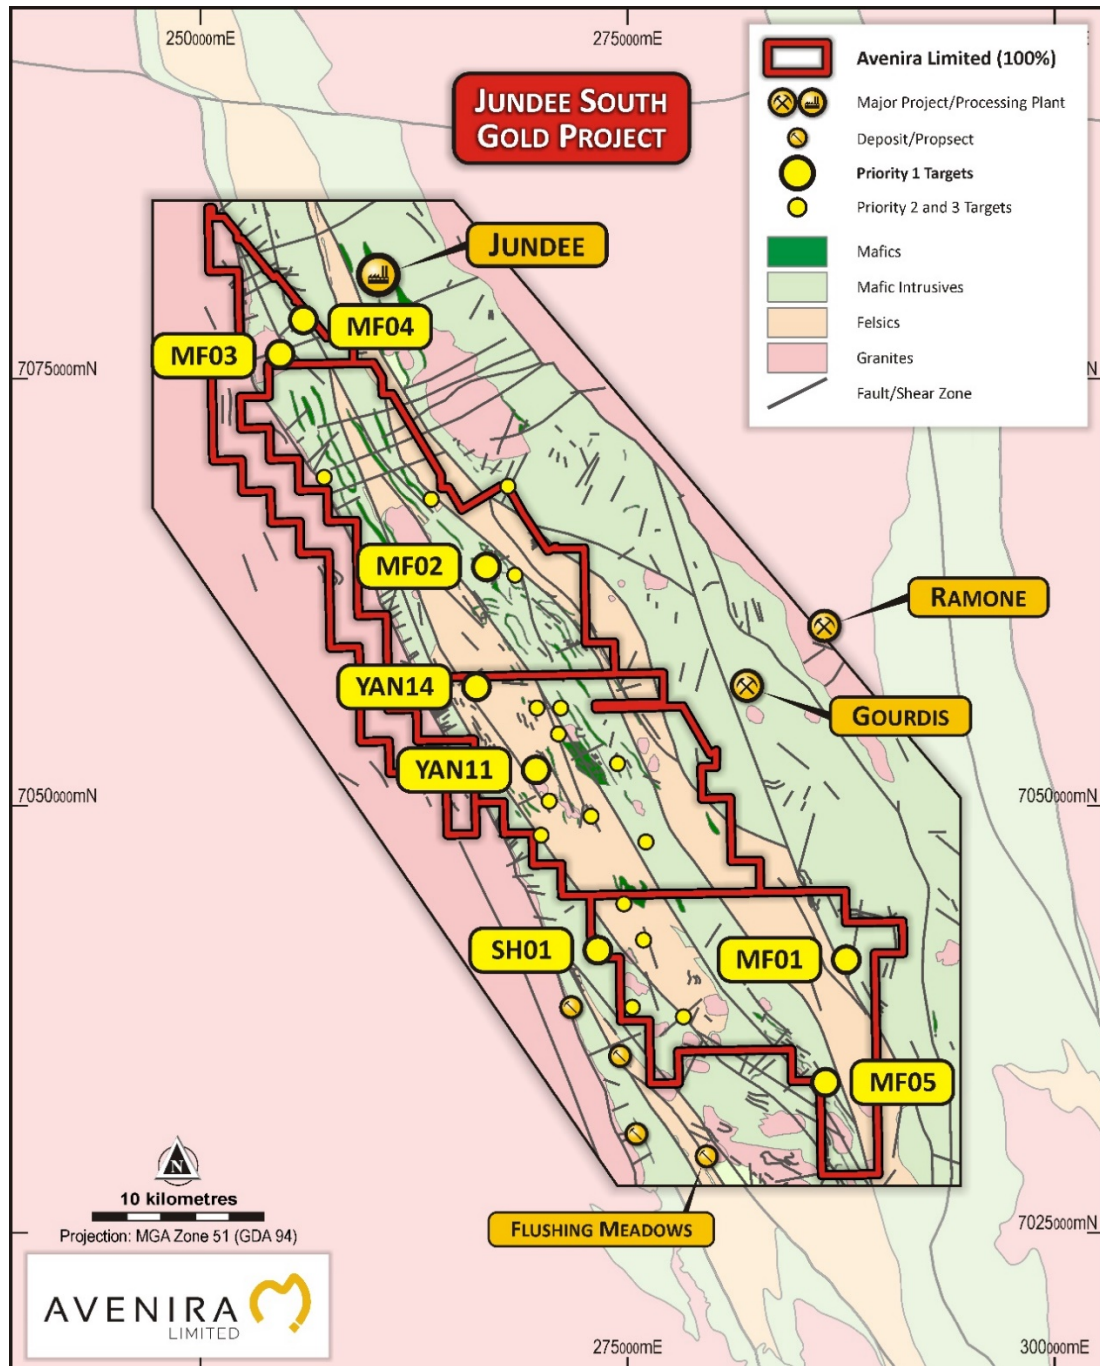 250000mE
275000mE
E
JUNDEE SOUTH
GOLD PROJECT
Avenira Limited (100%)
Major Project/Processing Plant
Deposit/Propsect
Priority 1 Targets
Priority 2 and 3 Targets
Mafics
Mafic Intrusives
Felsics
Granites
Fault/Shear Zone
JUNDEE
MF04
MF03
7075000mN
N
MF02
RAMONE
YAN14
GOURDIS
YAN11
7050000mN
7050000mN
SH01
MF01
MF05
N
10 kilometres
Projection: MGA Zone 51 (GDA 94)
FLUSHING MEADOWS
7025000mN
AVENIRA
LIMITED
275000mE
300000mE